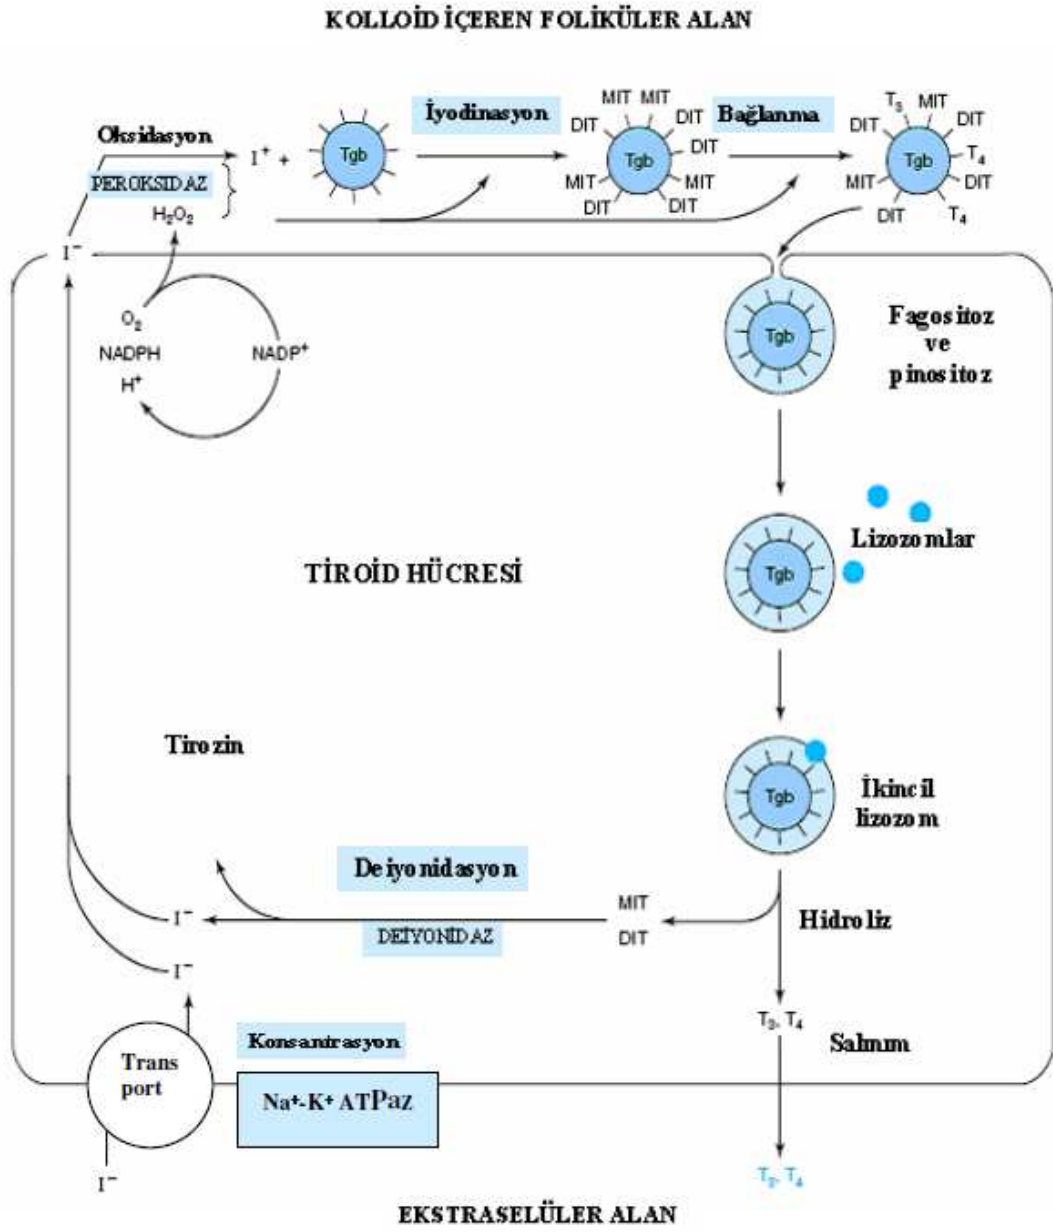 KOLLOİD İÇEREN FOLİKÜLER ALAN
Oksidasyon
PEROKSIDAZ
H₂O₂
I⁻
I⁺ +
Tgb
İyodinasyon
MIT MIT
DIT DIT
Tgb
DIT
MIT MIT
DIT DIT
Bağlanma
T₃ MIT
DIT DIT
Tgb
T₄
MIT DIT
DIT T₄
O₂
NADPH
H⁺
NADP⁺
Tgb
Fagositoz
ve
pinositoz
TİROİD HÜCRESİ
Tgb
Lizozomlar
Tirozin
Tgb
İkincil
lizozom
Deiyonidasyon
DEİYONİDAZ
I⁻
I⁻
MIT
DIT
Hidroliz
T₃, T₄
Salınım
Trans
port
Konsantrasyon
Na⁺-K⁺ ATPaz
I⁻
T₃, T₄
EKSTRASELÜLER ALAN